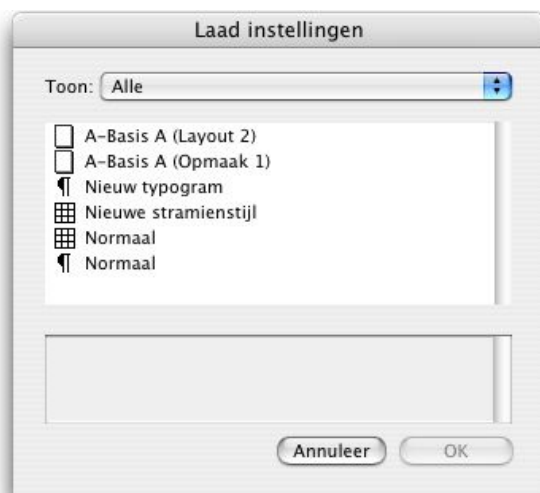 Laad instellingen
Toon: Alle
A-Basis A (Layout 2)
A-Basis A (Opmaak 1)
¶ Nieuw typogram
Nieuwe stramienstijl
Normaal
¶ Normaal
Annuleer OK